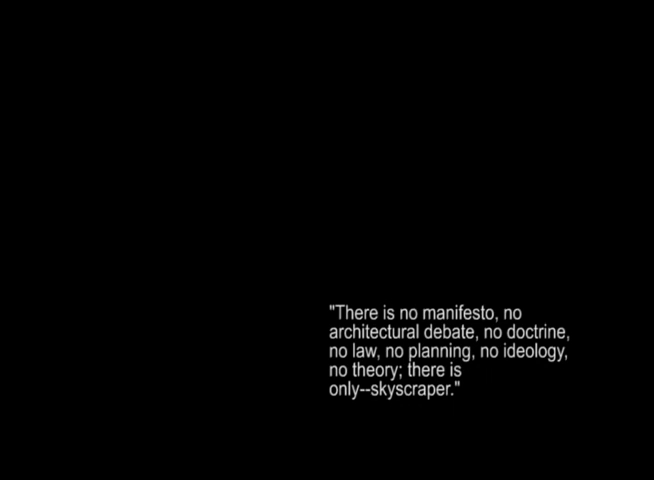 "There is no manifesto, no
architectural debate, no doctrine,
no law, no planning, no ideology,
no theory; there is
only--skyscraper."